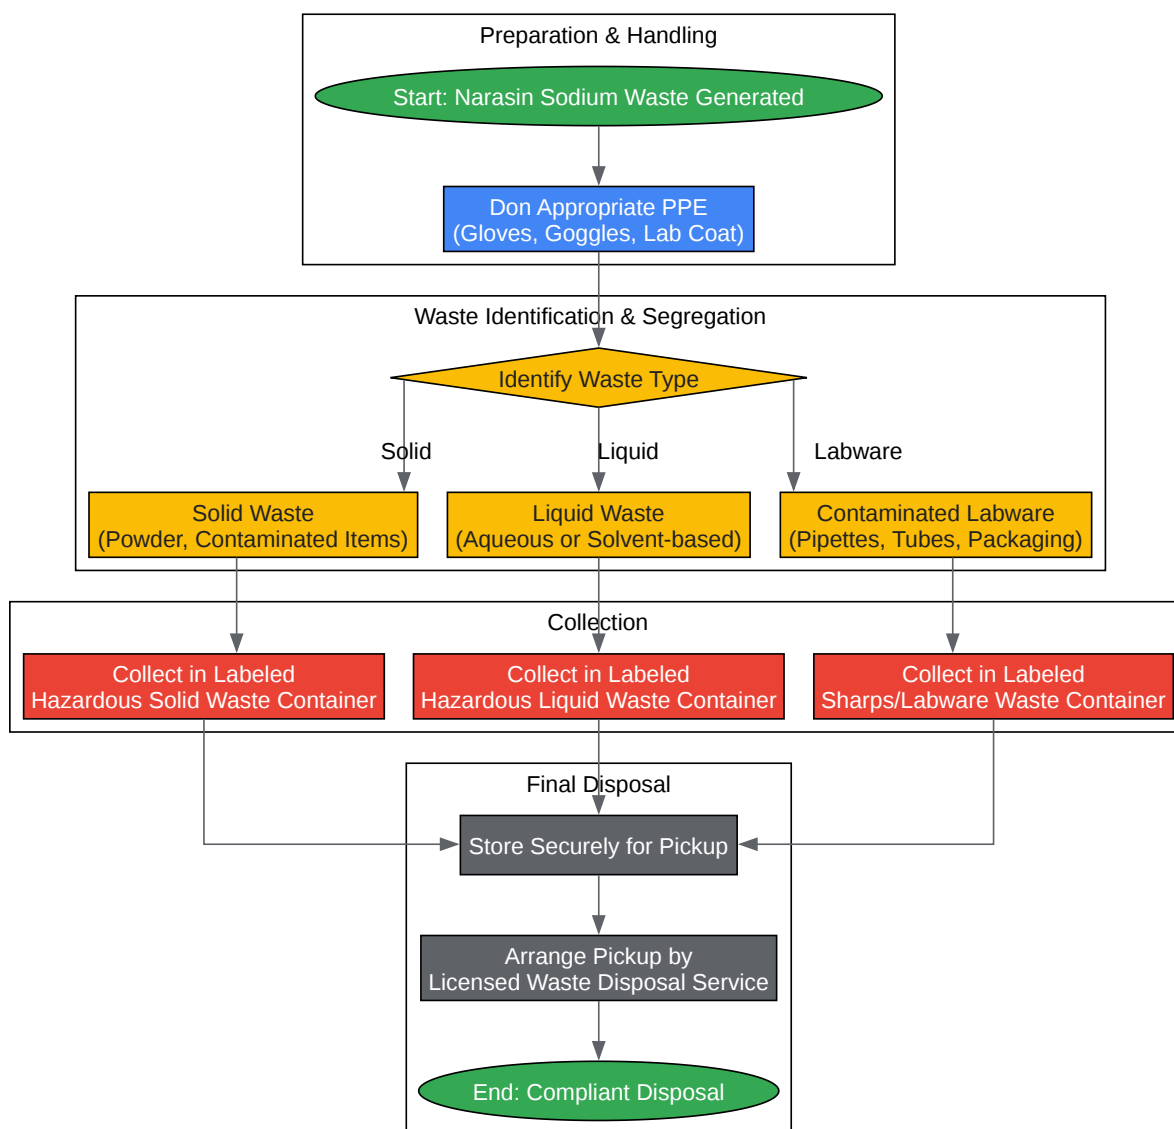 Preparation & Handling
Start: Narasin Sodium Waste Generated
Don Appropriate PPE
(Gloves, Goggles, Lab Coat)
Waste Identification & Segregation
Identify Waste Type
Solid
Liquid
Labware
Solid Waste
(Powder, Contaminated Items)
Liquid Waste
(Aqueous or Solvent-based)
Contaminated Labware
(Pipettes, Tubes, Packaging)
Collection
Collect in Labeled
Hazardous Solid Waste Container
Collect in Labeled
Hazardous Liquid Waste Container
Collect in Labeled
Sharps/Labware Waste Container
Final Disposal
Store Securely for Pickup
Arrange Pickup by
Licensed Waste Disposal Service
End: Compliant Disposal